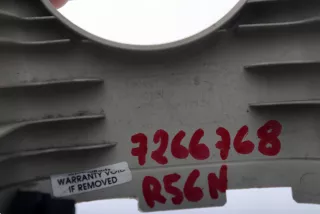 7266768
WARRANTY VOID
IF REMOVED
R56N